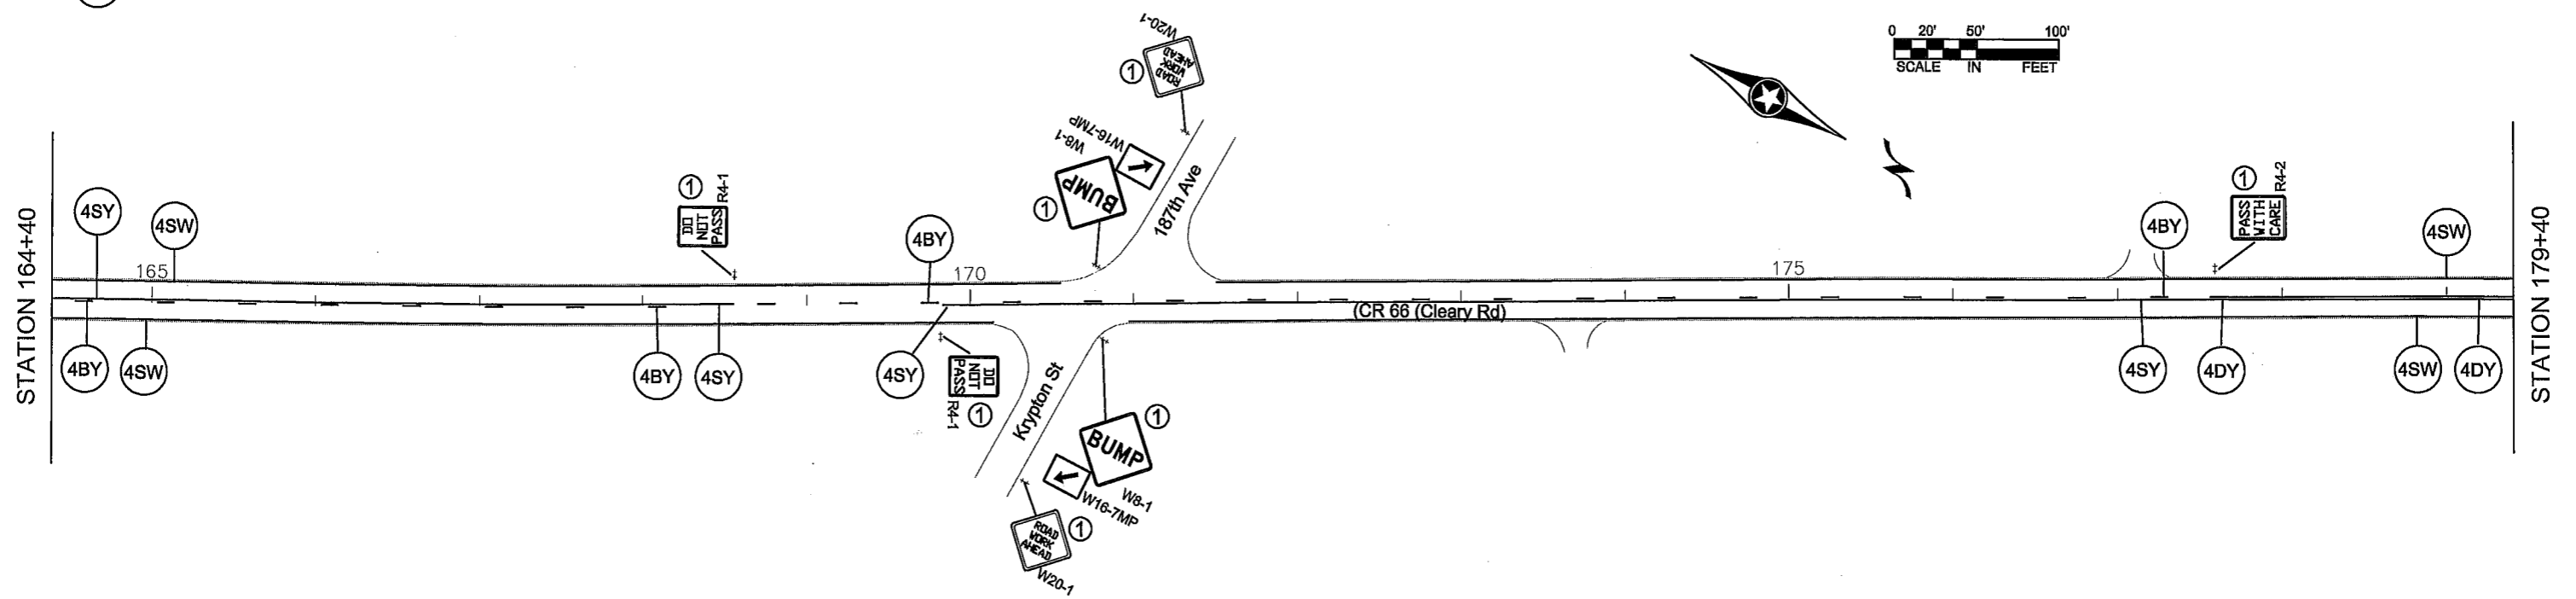 W20-1
ROAD
WORK
AHEAD
1
0 20' 50' 100'
SCALE IN FEET
W16-7MP
W8-1
BUMP
1
187th Ave
1
R4-1
DO
NOT
PASS
1
R4-2
PASS
WITH
CARE
4SY
4SW
4BY
4BY
4SW
STATION 164+40
165
170
175
STATION 179+40
(CR 66 (Cleary Rd)
4BY
4SW
4BY
4SY
4SY
DO
NOT
PASS
R4-1
1
Krypton St
4SY
4DY
4SW
4DY
BUMP
1
W8-1
W16-7MP
ROAD
WORK
AHEAD
1
W20-1